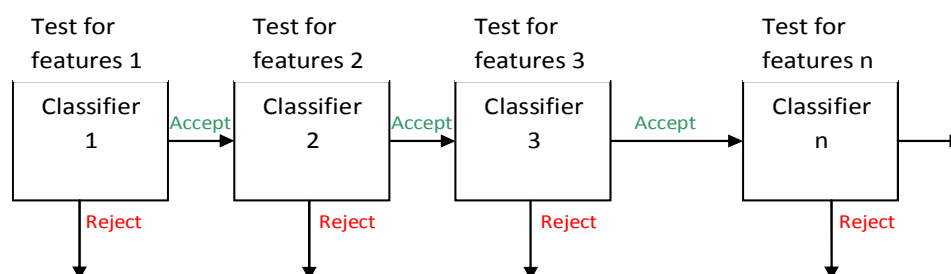 Test for
features 1
Test for
features 2
Test for
features 3
Test for
features n
Classifier
1
Accept
Classifier
2
Accept
Classifier
3
Accept
Classifier
n
Reject
Reject
Reject
Reject